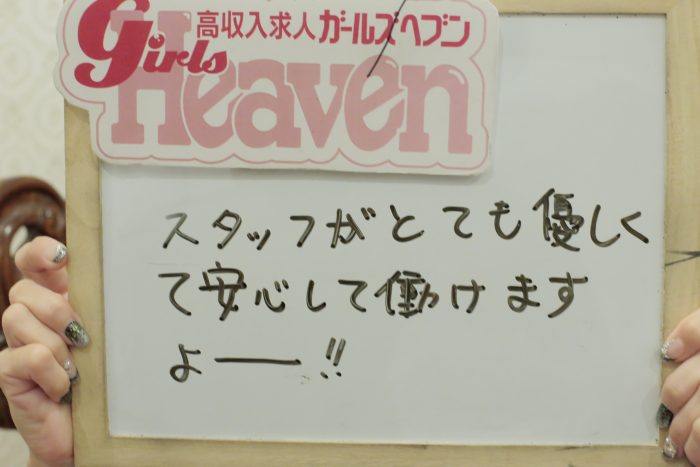 高収入求人ガールズヘブン
Girls
Heaven
スタッフがとても優しく
て安心して働けます
よー!!